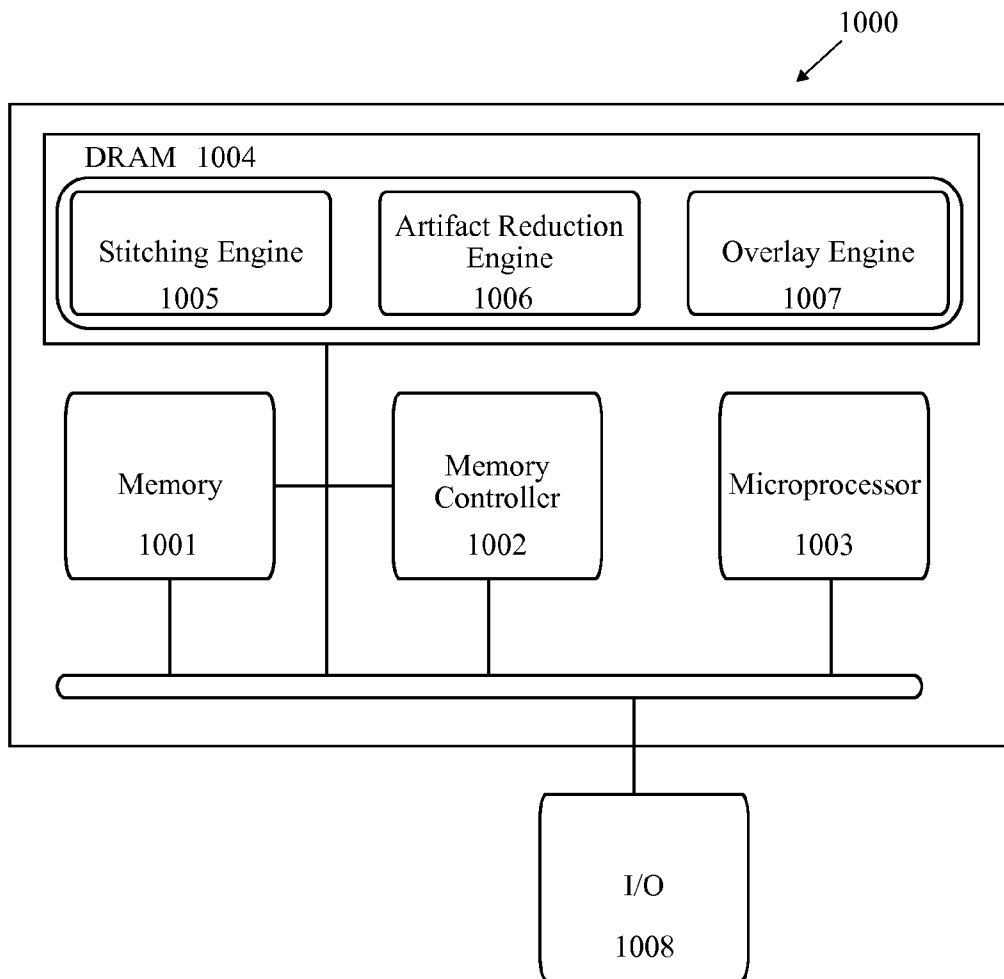 1000
DRAM 1004
Stitching Engine
1005
Artifact Reduction
Engine
1006
Overlay Engine
1007
Memory
1001
Memory
Controller
1002
Microprocessor
1003
I/O
1008